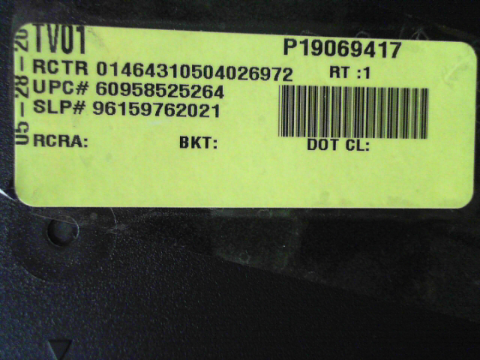 05-28-20
TV01 P19069417
RCTR 01464310504026972 RT :1
UPC# 60958525264
SLP# 96159762021
RCRA: BKT: DOT CL: